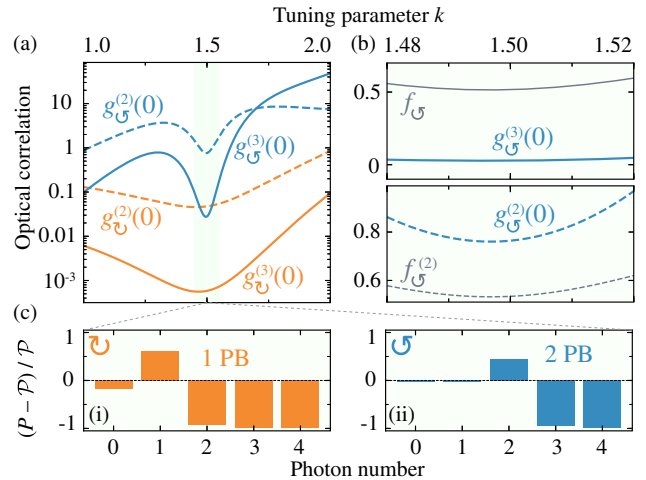 Tuning parameter k
(a) 1.0 1.5 2.0 (b) 1.48 1.50 1.52
Optical correlation
10
1
0.1
0.01
10⁻³
g↺⁽²⁾(0)
g↺⁽³⁾(0)
g↻⁽²⁾(0)
g↻⁽³⁾(0)
0.5
0
f↺
g↺⁽³⁾(0)
0.8
0.6
g↺⁽²⁾(0)
f↺⁽²⁾
(c)
(P – 𝒫) / 𝒫
1
0
-1
↻ 1 PB
(i)
0 1 2 3 4
1
0
-1
↺ 2 PB
(ii)
0 1 2 3 4
Photon number